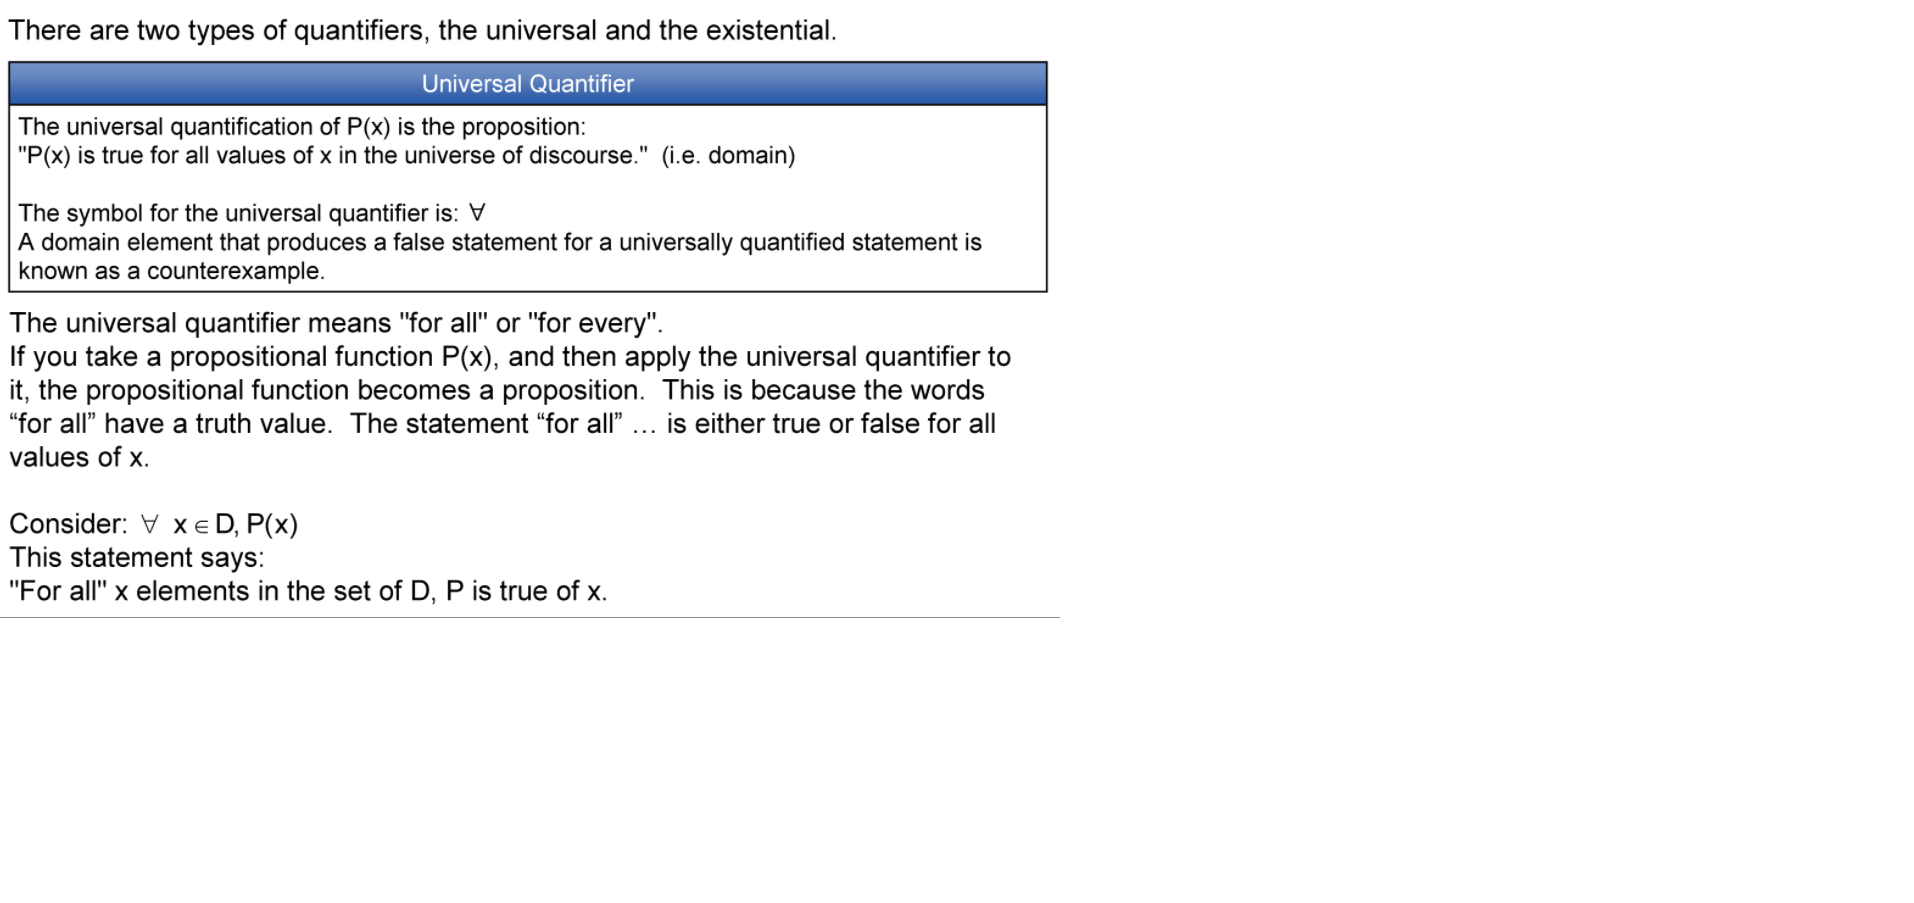 There are two types of quantifiers, the universal and the existential.
Universal Quantifier
The universal quantification of P(x) is the proposition:
"P(x) is true for all values of x in the universe of discourse."  (i.e. domain)
The symbol for the universal quantifier is: ∀
A domain element that produces a false statement for a universally quantified statement is
known as a counterexample.
The universal quantifier means "for all" or "for every".
If you take a propositional function P(x), and then apply the universal quantifier to
it, the propositional function becomes a proposition.  This is because the words
“for all” have a truth value.  The statement “for all” … is either true or false for all
values of x.
Consider: ∀ x ∈ D, P(x)
This statement says:
"For all" x elements in the set of D, P is true of x.